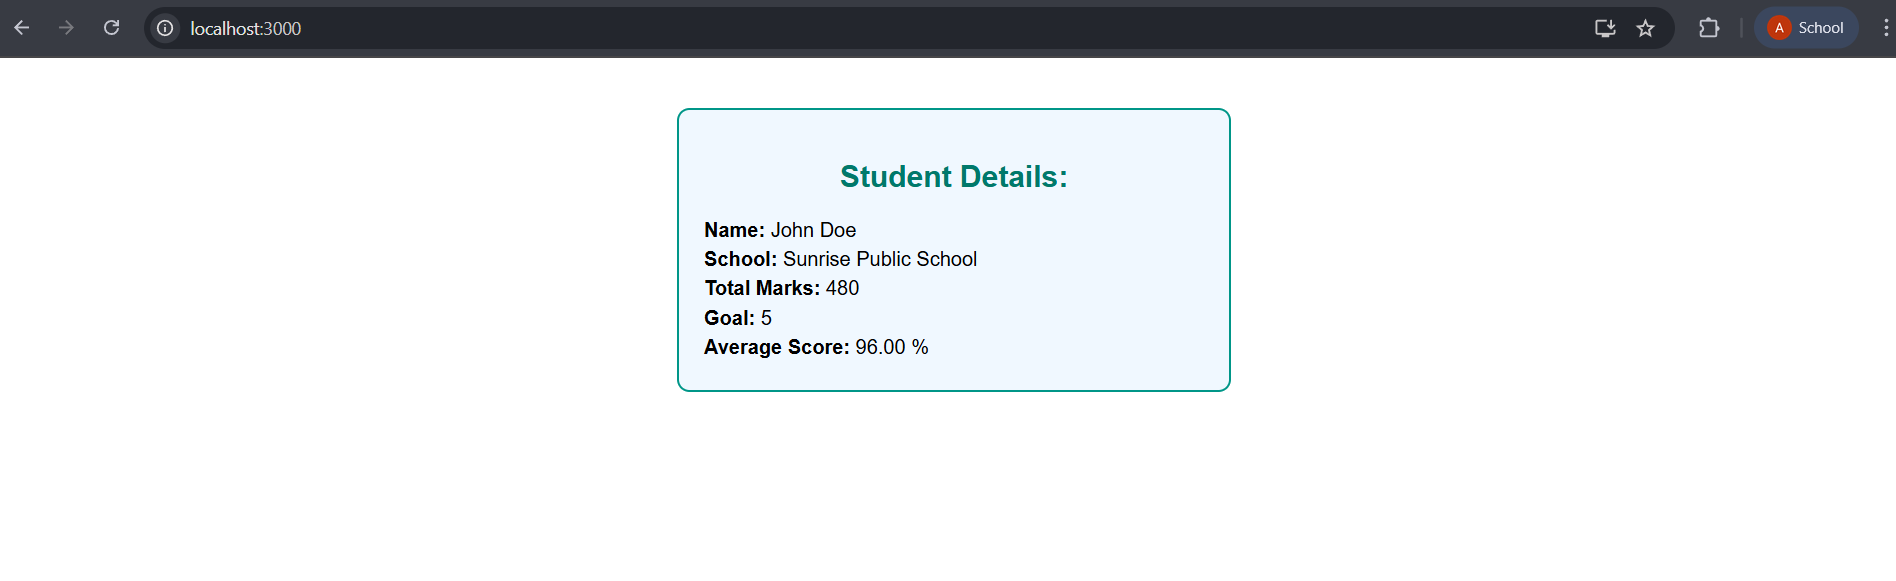 localhost:3000
A School
Student Details:
Name: John Doe
School: Sunrise Public School
Total Marks: 480
Goal: 5
Average Score: 96.00 %